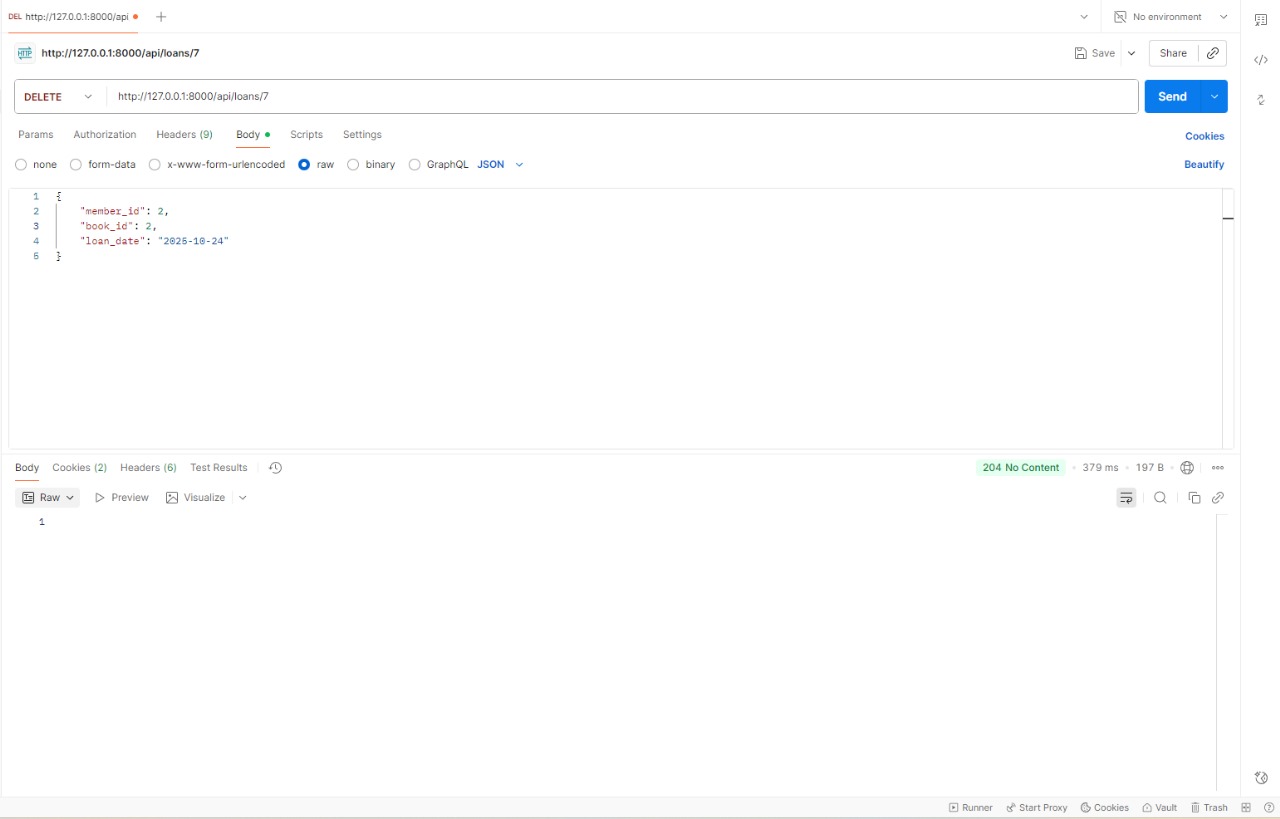 DEL http://127.0.0.1:8000/api
No environment
HTTP http://127.0.0.1:8000/api/loans/7
Save
Share
DELETE http://127.0.0.1:8000/api/loans/7
Send
Params Authorization Headers (9) Body Scripts Settings
Cookies
none form-data x-www-form-urlencoded raw binary GraphQL JSON
Beautify
1 {
2 "member_id": 2,
3 "book_id": 2,
4 "loan_date": "2025-10-24"
5 }
Body Cookies (2) Headers (6) Test Results
204 No Content • 379 ms • 197 B
Raw Preview Visualize
1
Runner Start Proxy Cookies Vault Trash